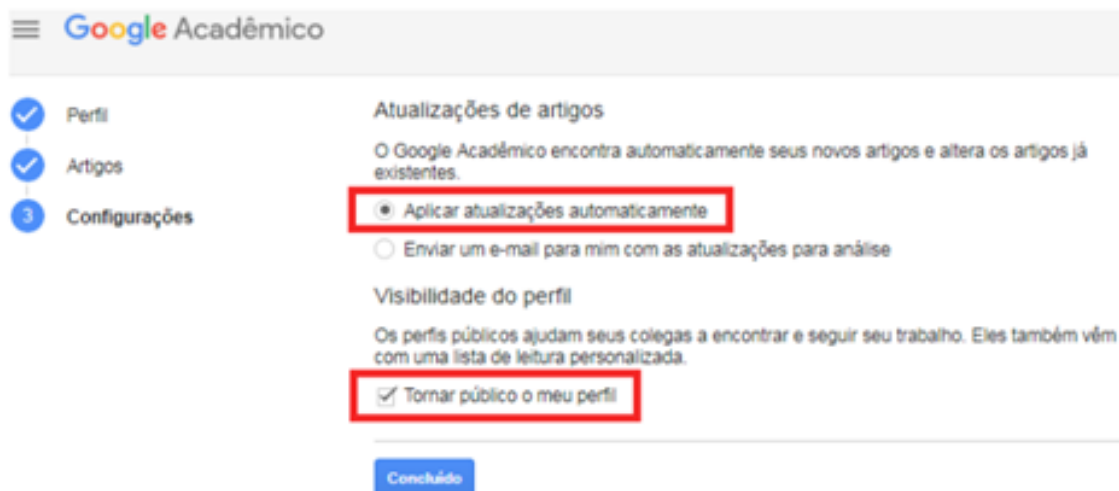 Google Acadêmico
Perfil
Artigos
3 Configurações
Atualizações de artigos
O Google Acadêmico encontra automaticamente seus novos artigos e altera os artigos já
existentes.
Aplicar atualizações automaticamente
Enviar um e-mail para mim com as atualizações para análise
Visibilidade do perfil
Os perfis públicos ajudam seus colegas a encontrar e seguir seu trabalho. Eles também vêm
com uma lista de leitura personalizada.
Tornar público o meu perfil
Concluído